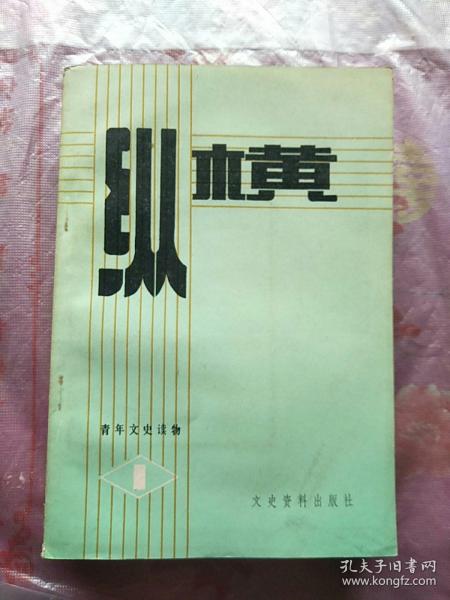 纵横
青年文史读物
1
文史资料出版社
孔夫子旧书网
www.kongfz.com